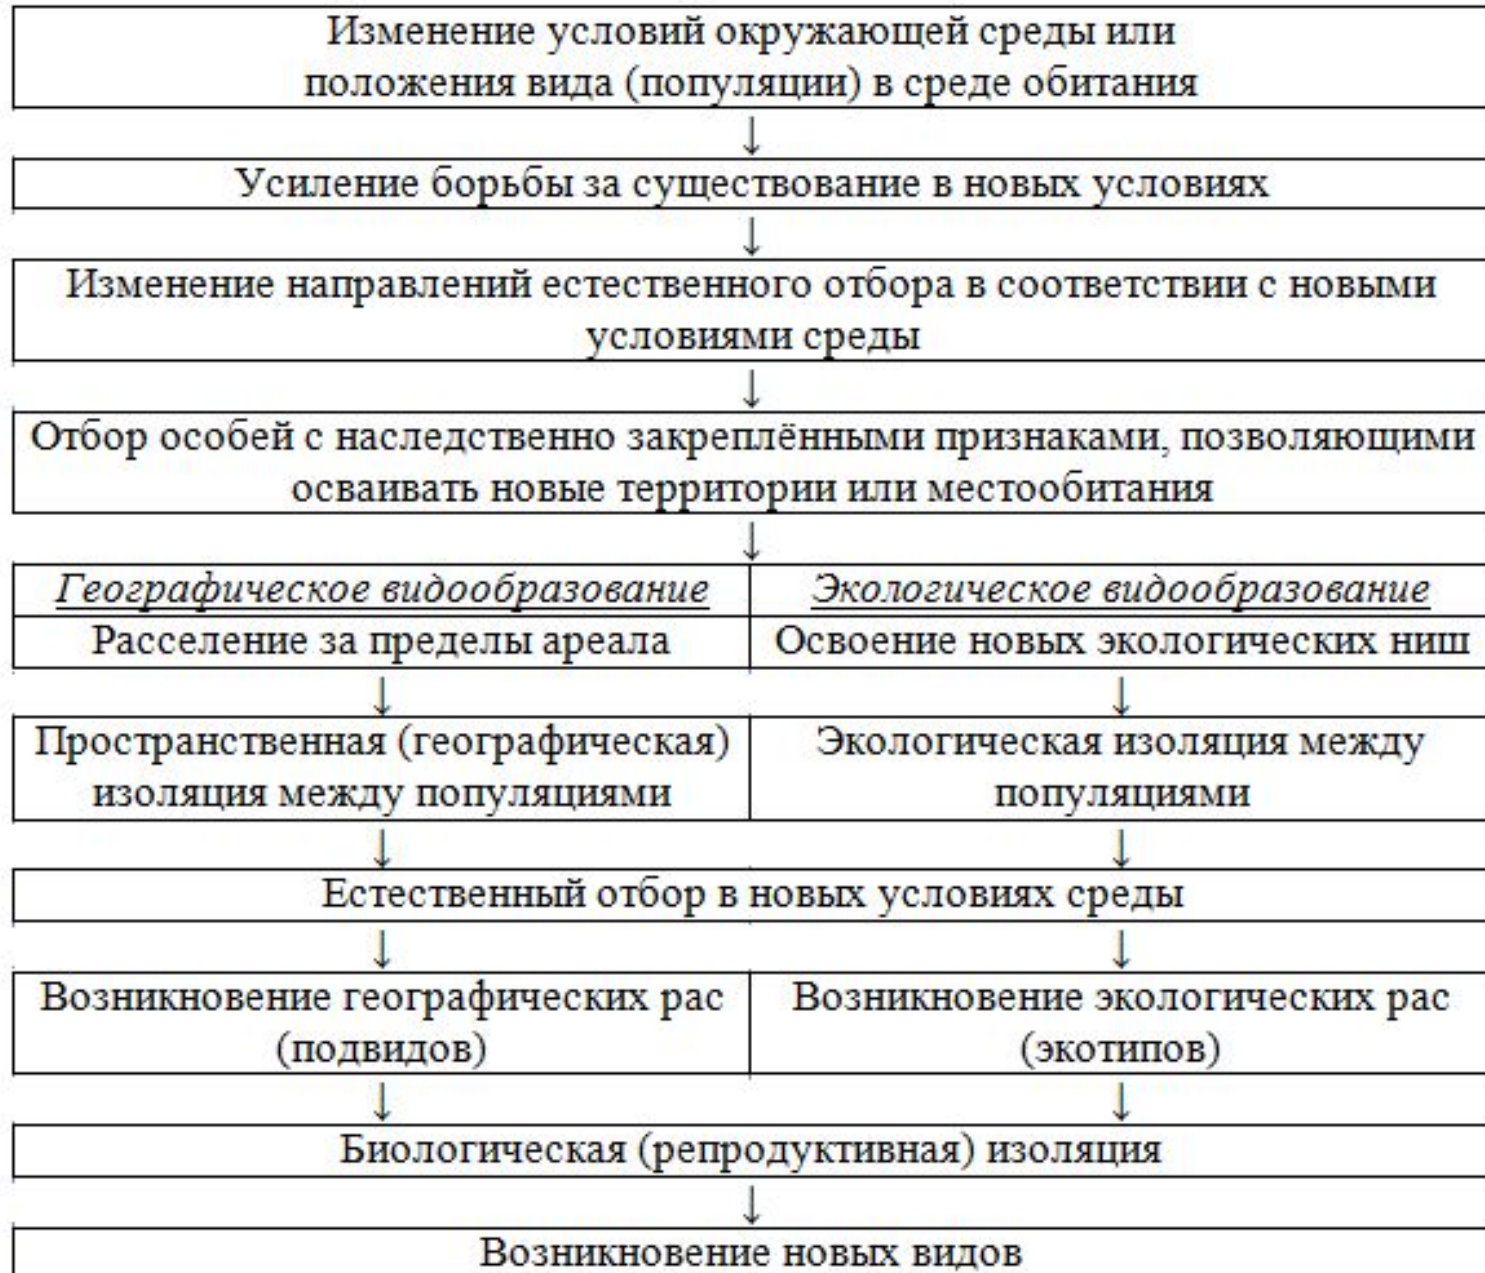 Изменение условий окружающей среды или
положения вида (популяции) в среде обитания
↓
Усиление борьбы за существование в новых условиях
↓
Изменение направлений естественного отбора в соответствии с новыми
условиями среды
↓
Отбор особей с наследственно закреплёнными признаками, позволяющими
осваивать новые территории или местообитания
↓
Географическое видообразование
Экологическое видообразование
Расселение за пределы ареала
Освоение новых экологических ниш
↓ ↓
Пространственная (географическая)
изоляция между популяциями
Экологическая изоляция между
популяциями
↓ ↓
Естественный отбор в новых условиях среды
↓ ↓
Возникновение географических рас
(подвидов)
Возникновение экологических рас
(экотипов)
↓ ↓
Биологическая (репродуктивная) изоляция
↓
Возникновение новых видов